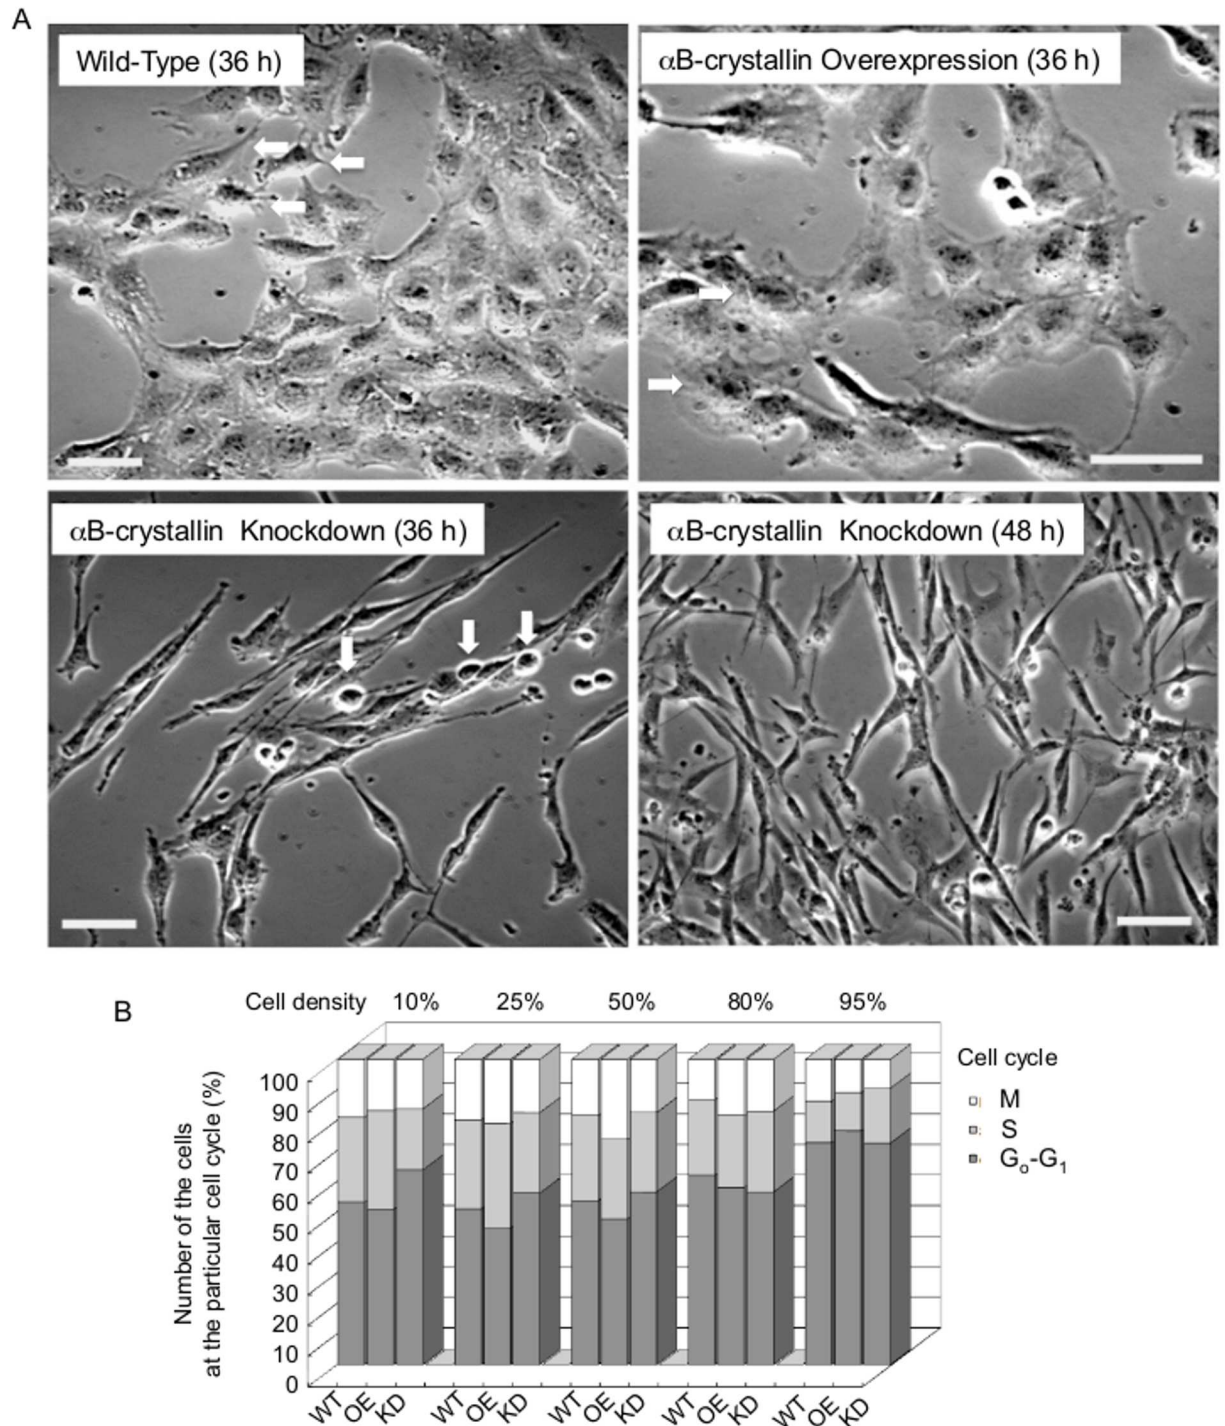 A
Wild-Type (36 h)
αB-crystallin Overexpression (36 h)
αB-crystallin Knockdown (36 h)
αB-crystallin Knockdown (48 h)
B
Cell density 10% 25% 50% 80% 95%
Number of the cells
at the particular cell cycle (%)
100
90
80
70
60
50
40
30
20
10
0
WT OE KD WT OE KD WT OE KD WT OE KD WT OE KD
Cell cycle
M
S
Go-G1